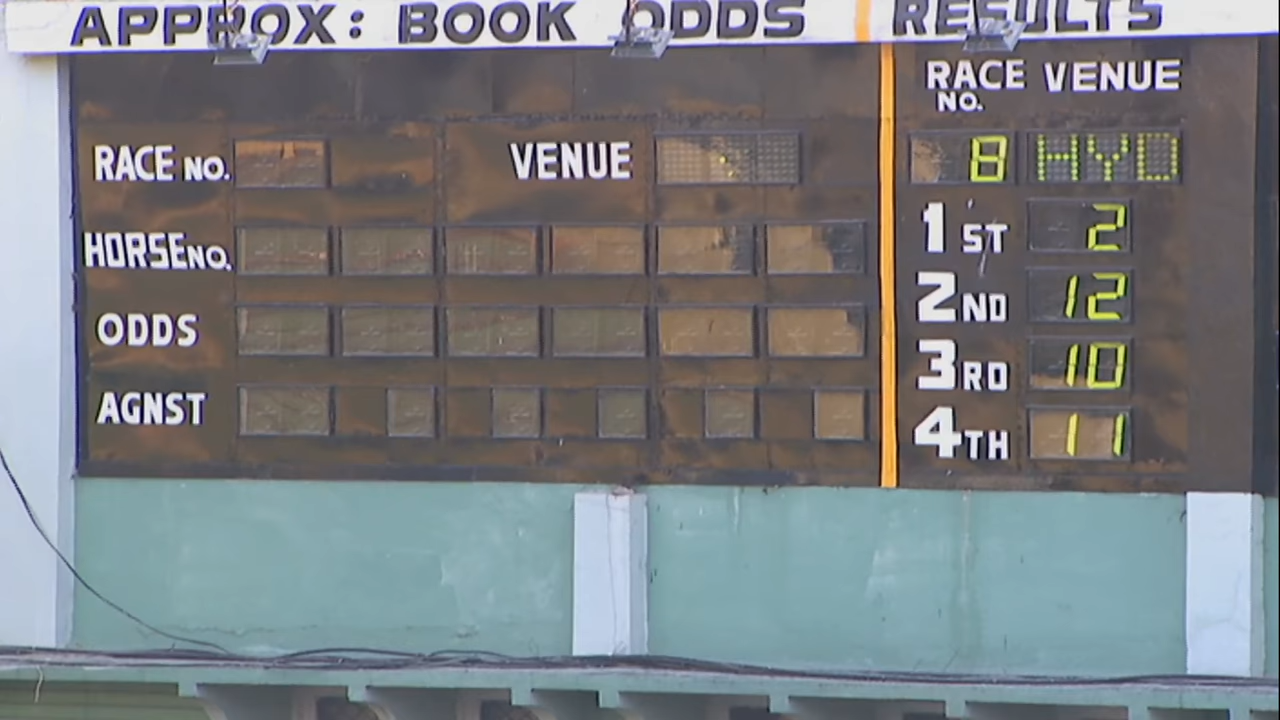 APPROX: BOOK ODDS RESULTS
RACE NO. VENUE
HORSE NO.
ODDS
AGNST
RACE NO. VENUE
8 HYD
1ST 2
2ND 12
3RD 10
4TH 11